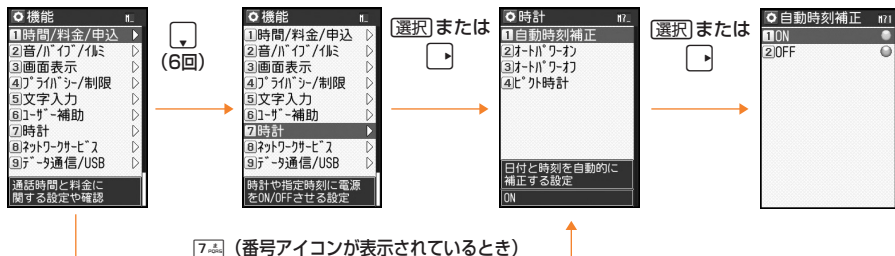 機能
1時間/料金/申込
2音/バイブ/イルミ
3画面表示
4プライバシー/制限
5文字入力
6ユーザー補助
7時計
8ネットワークサービス
9データ通信/USB
通話時間と料金に
関する設定や確認
(6回)
機能
1時間/料金/申込
2音/バイブ/イルミ
3画面表示
4プライバシー/制限
5文字入力
6ユーザー補助
7時計
8ネットワークサービス
9データ通信/USB
時計や指定時刻に電源
をON/OFFさせる設定
選択または
時計
1自動時刻補正
2オートパワーオン
3オートパワーオフ
4ピクト時計
日付と時刻を自動的に
補正する設定
ON
選択または
自動時刻補正
1ON
2OFF
7(番号アイコンが表示されているとき)